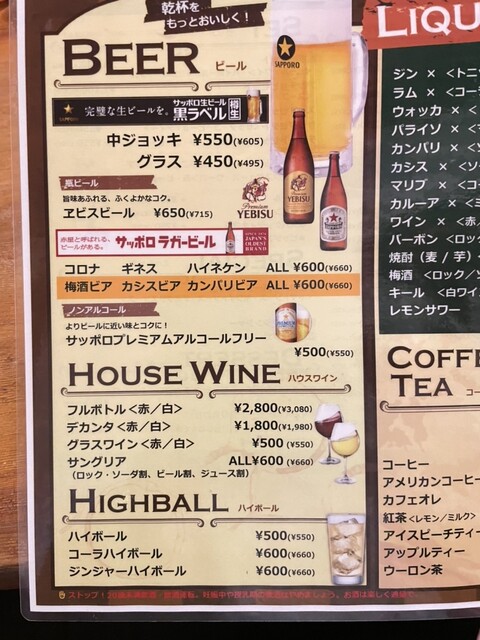 乾杯を
もっとおいしく!
BEER ビール
SAPPORO
完璧な生ビールを。 サッポロ生ビール 黒ラベル 樽生
中ジョッキ ¥550(¥605)
グラス ¥450(¥495)
瓶ビール
旨味あふれる、ふくよかなコク。
ヱビスビール ¥650(¥715)
Premium YEBISU
赤星と呼ばれる、ビールがある。 サッポロラガービール JAPAN'S OLDEST BRAND
コロナ ギネス ハイネケン ALL ¥600(¥660)
梅酒ビア カシスビア カンパリビア ALL ¥600(¥660)
ノンアルコール
よりビールに近い味とコクに!
サッポロプレミアムアルコールフリー
¥500(¥550)
HOUSE WINE ハウスワイン
フルボトル<赤/白> ¥2,800(¥3,080)
デカンタ<赤/白> ¥1,800(¥1,980)
グラスワイン<赤/白> ¥500(¥550)
サングリア ALL¥600(¥660)
(ロック・ソーダ割、ビール割、ジュース割)
HIGHBALL ハイボール
ハイボール ¥500(¥550)
コーラハイボール ¥600(¥660)
ジンジャーハイボール ¥600(¥660)
LIQU
ジン × <トニッ
ラム × <コー
ウォッカ ×
パライソ ×
カンパリ ×
カシス ×
マリブ ×
カルーア ×
ワイン × <赤/
バーボン <ロック
焼酎(麦/芋)
梅酒 <ロック/ソ
キール <白ワイ
レモンサワー
COFFE
TEA コー
コーヒー
アメリカンコーヒー
カフェオレ
紅茶<レモン/ミルク>
アイスピーチティー
アップルティー
ウーロン茶